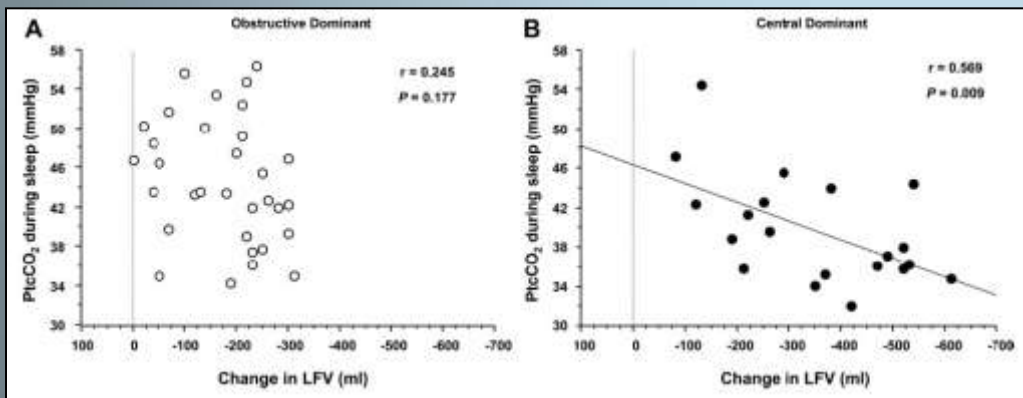 A
Obstructive Dominant
r = 0.245
P = 0.177
PtcCO2 during sleep (mmHg)
58
54
50
46
42
38
34
30
100 0 -100 -200 -300 -400 -500 -600 -700
Change in LFV (ml)
B
Central Dominant
r = 0.569
P = 0.009
PtcCO2 during sleep (mmHg)
58
54
50
46
42
38
34
30
100 0 -100 -200 -300 -400 -500 -600 -709
Change in LFV (ml)